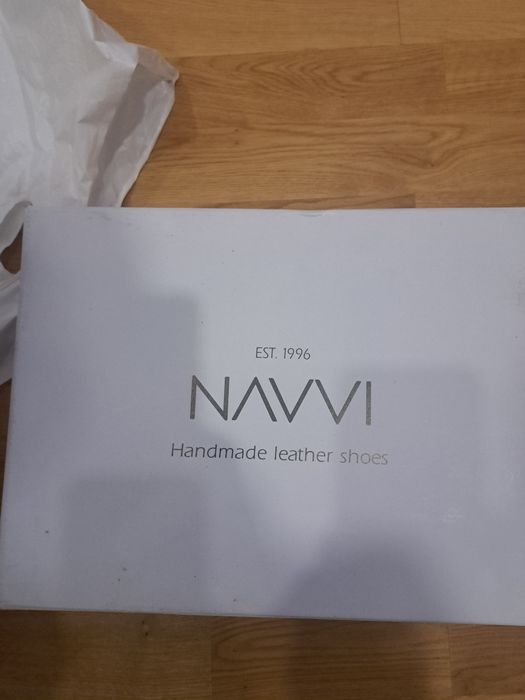 EST. 1996
NAVVI
Handmade leather shoes